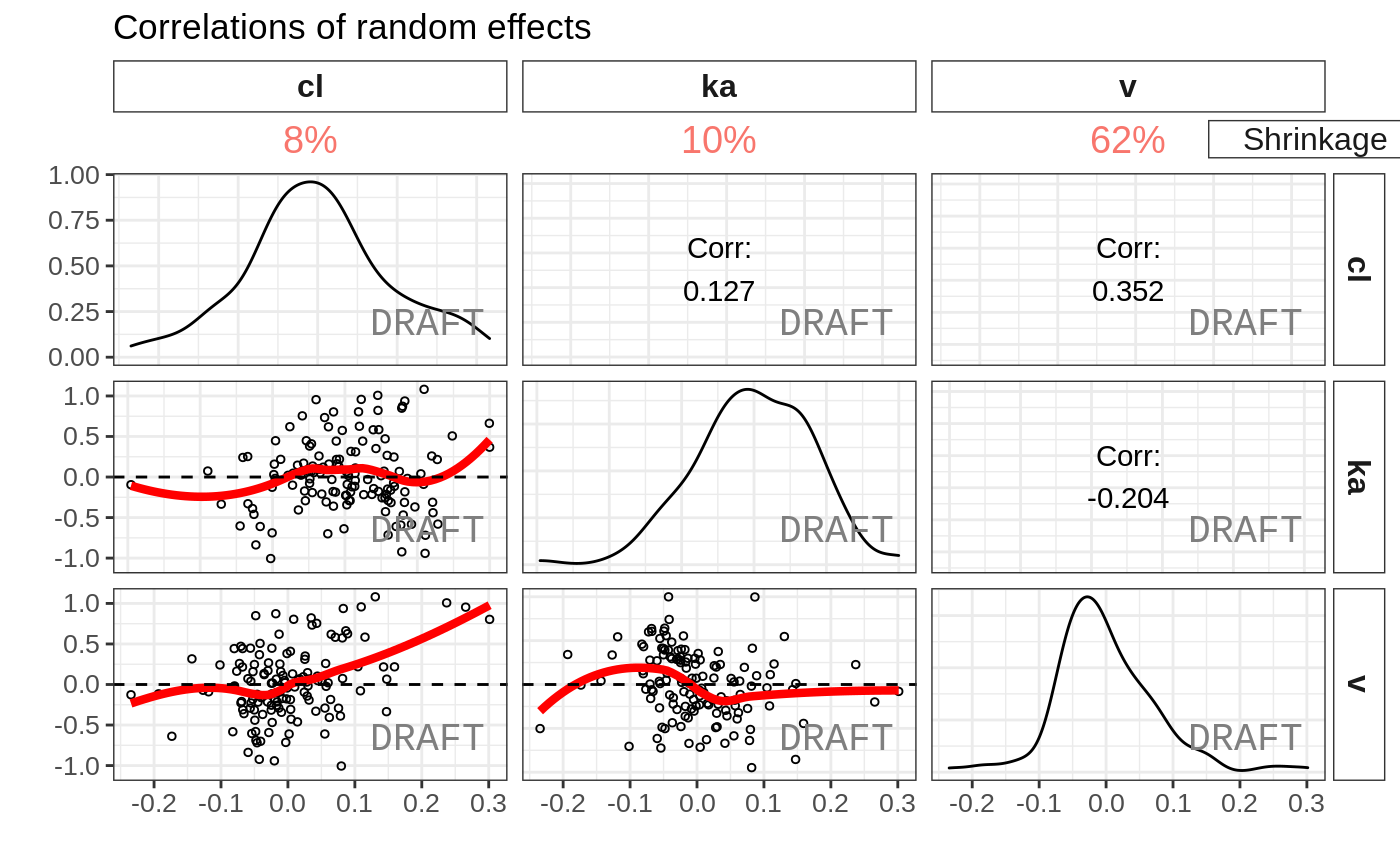 Correlations of random effects
cl ka v
8% 10% 62% Shrinkage
1.00
0.75
0.50
0.25
0.00
DRAFT
Corr:
0.127
DRAFT
Corr:
0.352
DRAFT
cl
1.0
0.5
0.0
-0.5
-1.0
DRAFT
DRAFT
Corr:
-0.204
DRAFT
ka
1.0
0.5
0.0
-0.5
-1.0
DRAFT
DRAFT
DRAFT
v
-0.2 -0.1 0.0 0.1 0.2 0.3 -0.2 -0.1 0.0 0.1 0.2 0.3 -0.2 -0.1 0.0 0.1 0.2 0.3